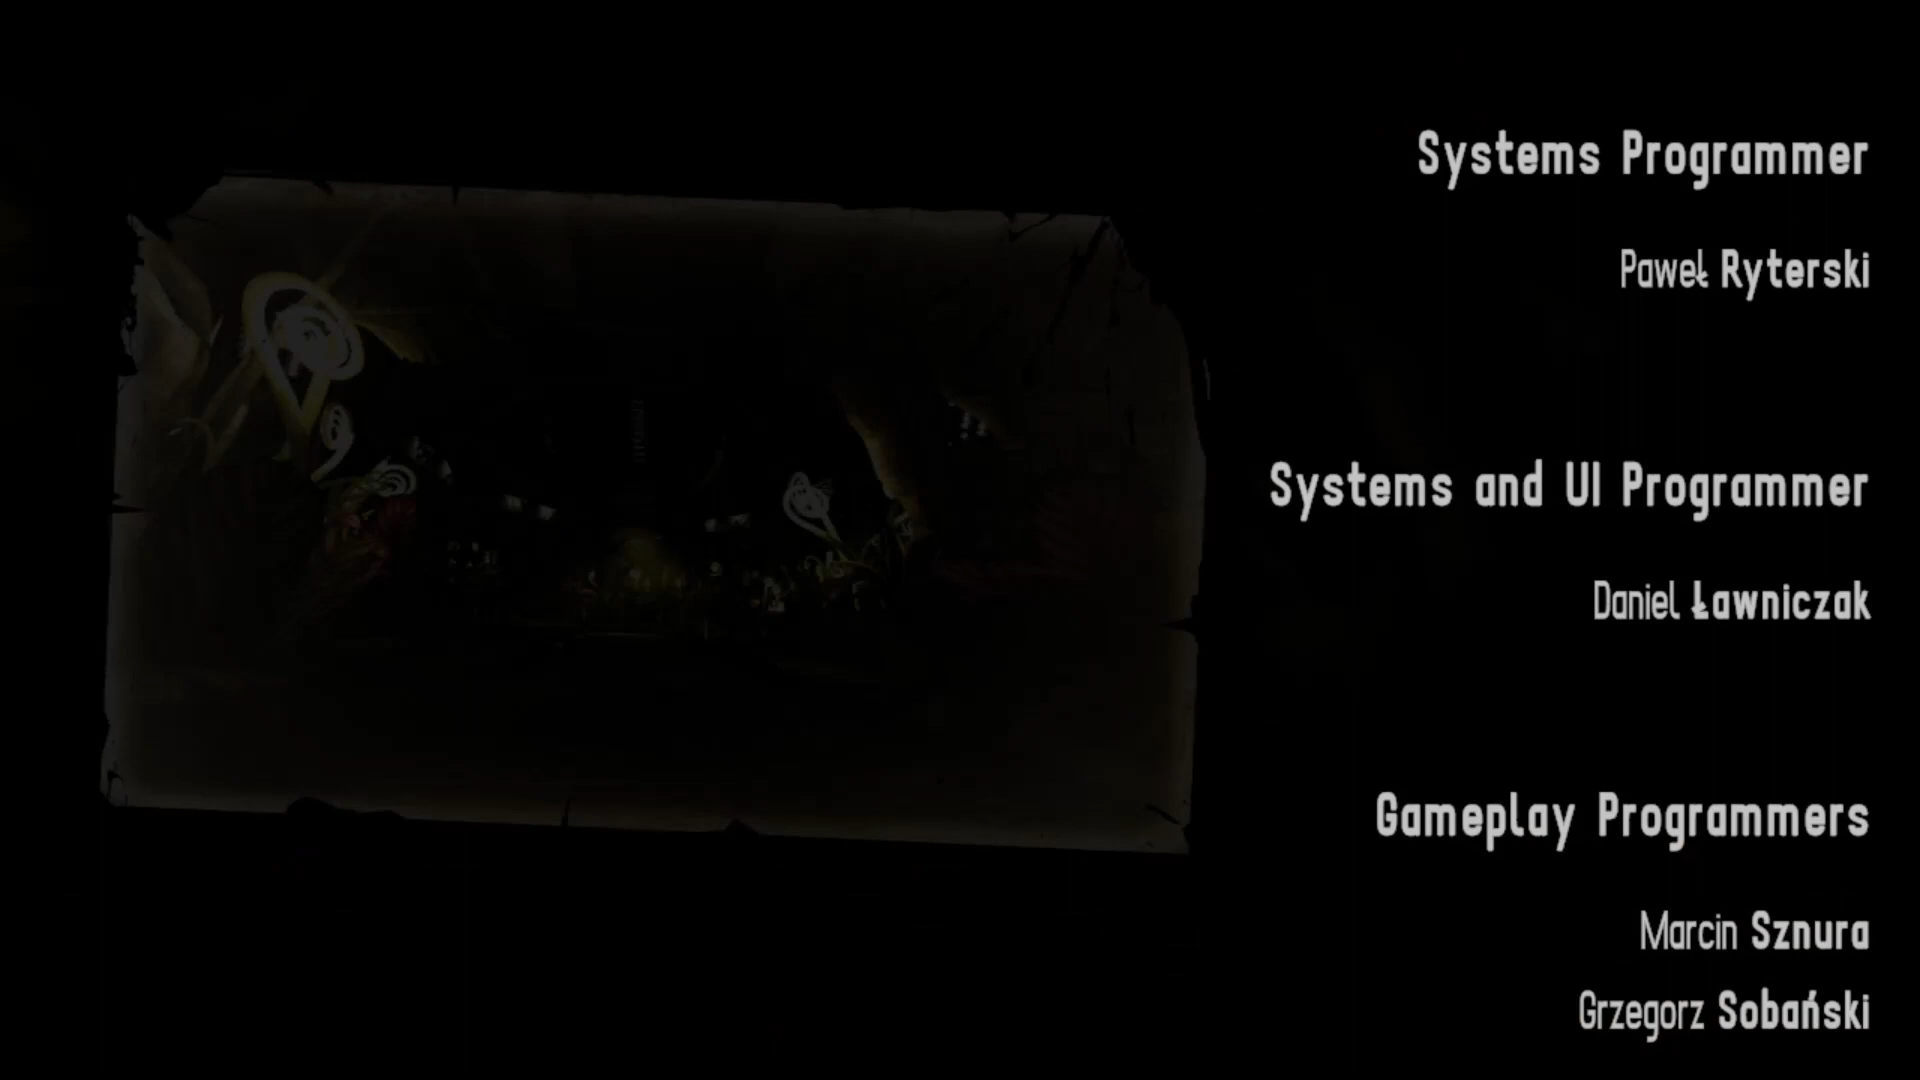 Systems Programmer
Paweł Ryterski
Systems and UI Programmer
Daniel Ławniczak
Gameplay Programmers
Marcin Sznura
Grzegorz Sobański